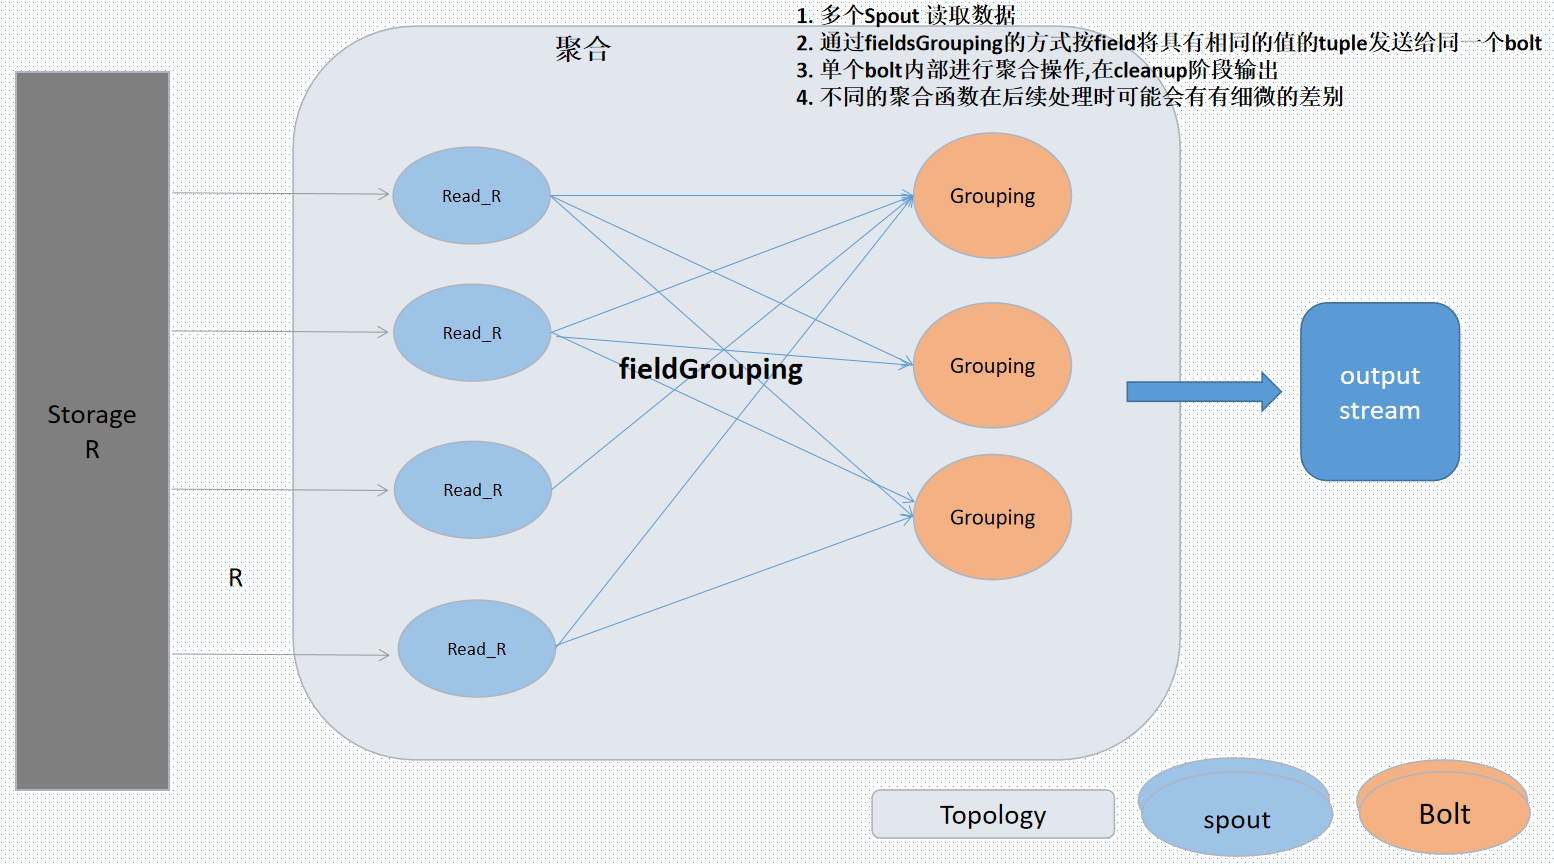 1. 多个Spout 读取数据
2. 通过fieldsGrouping的方式按field将具有相同的值的tuple发送给同一个bolt
3. 单个bolt内部进行聚合操作,在cleanup阶段输出
4. 不同的聚合函数在后续处理时可能会有有细微的差别
聚合
Read_R
Grouping
Read_R
Grouping
fieldGrouping
output
stream
Storage
R
Read_R
Grouping
R
Read_R
Topology
spout
Bolt